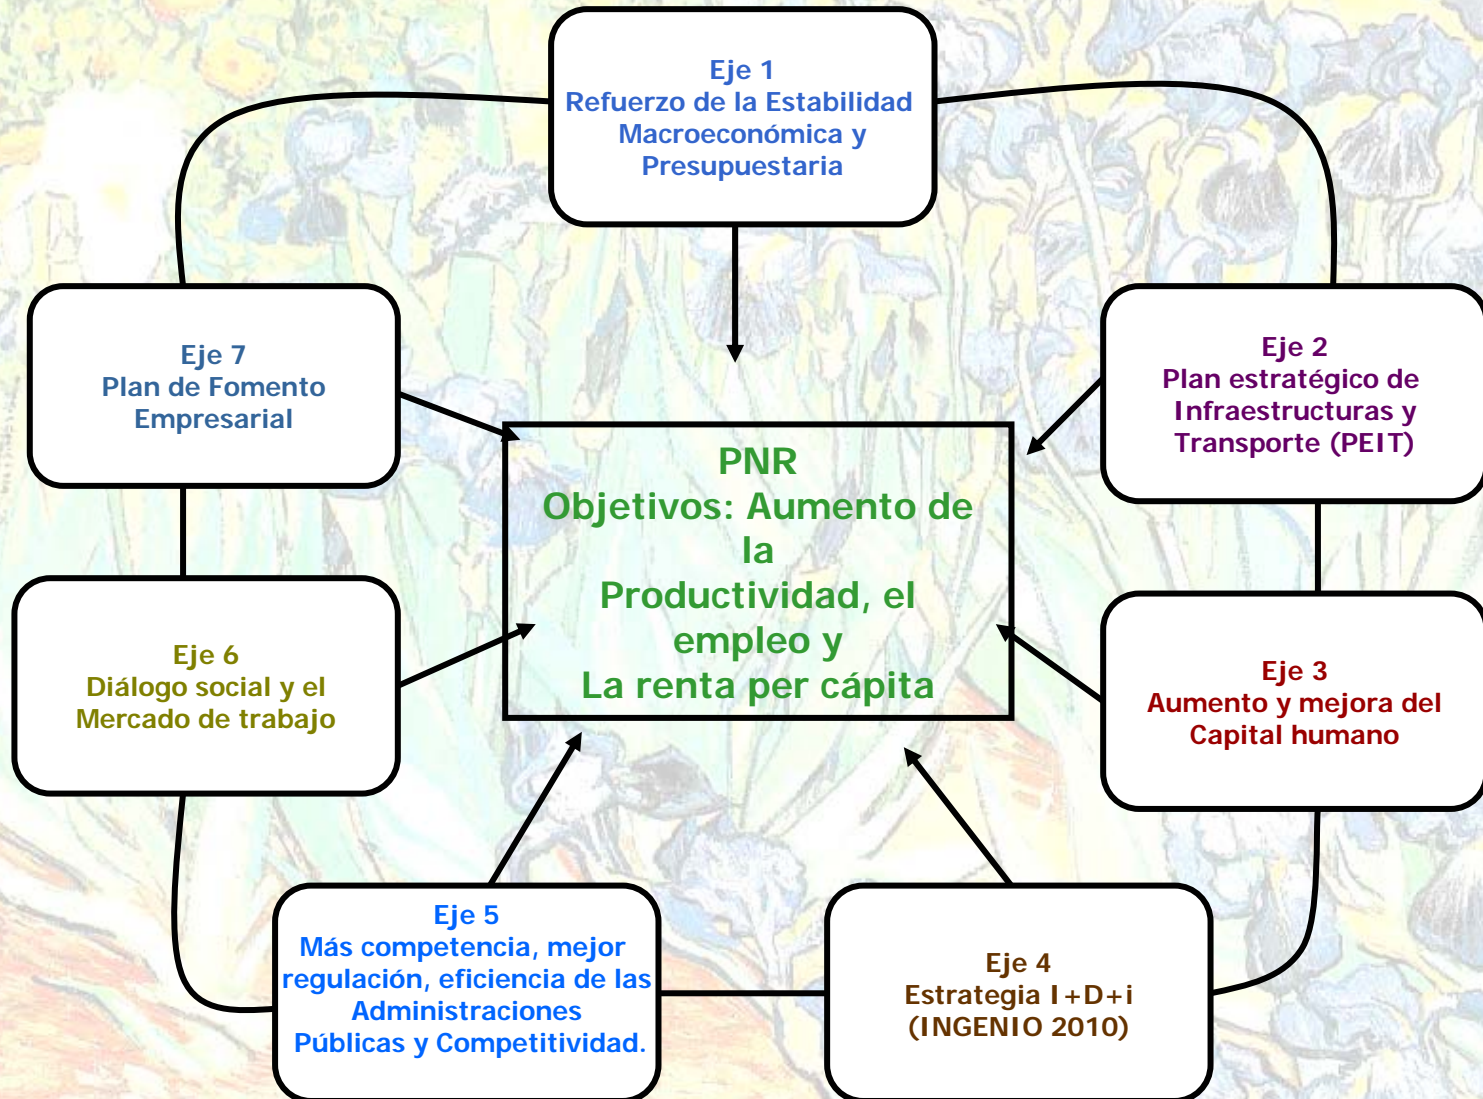 Eje 1
Refuerzo de la Estabilidad
Macroeconómica y
Presupuestaria
Eje 7
Plan de Fomento
Empresarial
Eje 2
Plan estratégico de
Infraestructuras y
Transporte (PEIT)
PNR
Objetivos: Aumento de
la
Productividad, el
empleo y
La renta per cápita
Eje 6
Diálogo social y el
Mercado de trabajo
Eje 3
Aumento y mejora del
Capital humano
Eje 5
Más competencia, mejor
regulación, eficiencia de las
Administraciones
Públicas y Competitividad.
Eje 4
Estrategia I+D+i
(INGENIO 2010)